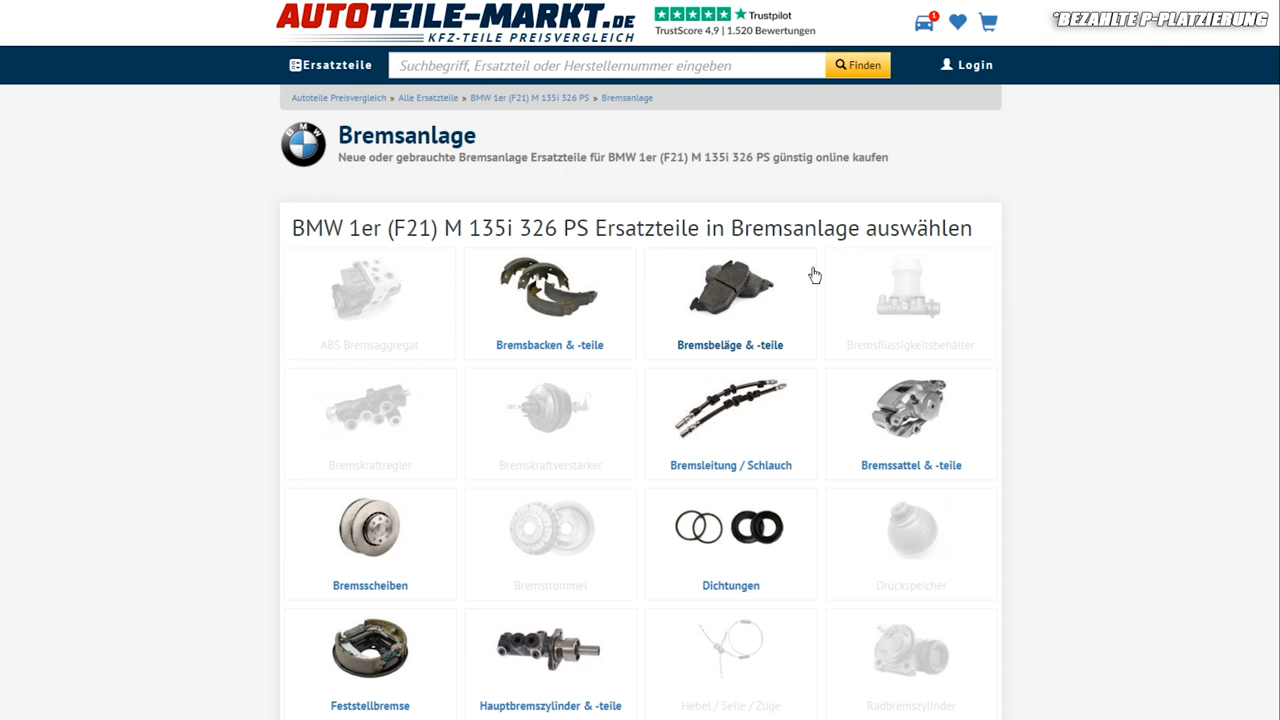 AUTOTEILE-MARKT.DE
KFZ-TEILE PREISVERGLEICH
Trustpilot
TrustScore 4,9 | 1.520 Bewertungen
1
*BEZAHLTE P-PLATZIERUNG
Ersatzteile
Suchbegriff, Ersatzteil oder Herstellernummer eingeben
Finden
Login
Autoteile Preisvergleich » Alle Ersatzteile » BMW 1er (F21) M 135i 326 PS » Bremsanlage
BMW
Bremsanlage
Neue oder gebrauchte Bremsanlage Ersatzteile für BMW 1er (F21) M 135i 326 PS günstig online kaufen
BMW 1er (F21) M 135i 326 PS Ersatzteile in Bremsanlage auswählen
ABS Bremsaggregat
Bremsbacken & -teile
Bremsbeläge & -teile
Bremsflüssigkeitsbehälter
Bremskraftregler
Bremskraftverstärker
Bremsleitung / Schlauch
Bremssattel & -teile
Bremsscheiben
Bremstrommel
Dichtungen
Druckspeicher
Feststellbremse
Hauptbremszylinder & -teile
Hebel / Seile / Züge
Radbremszylinder